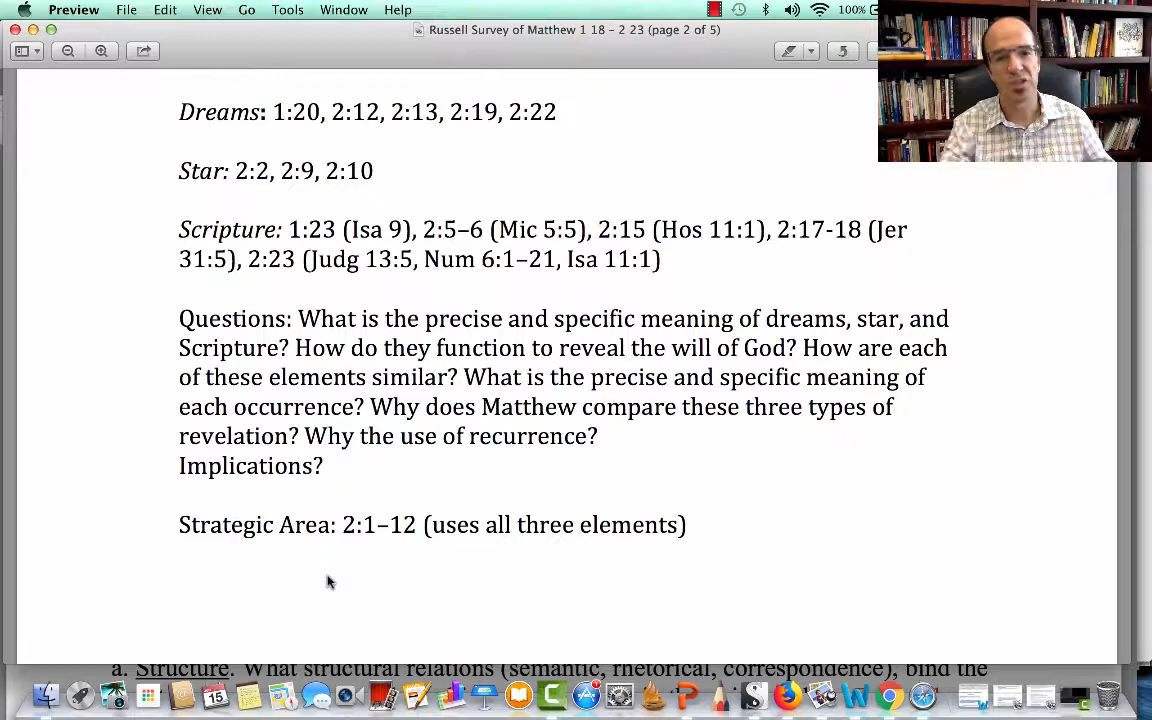 Preview File Edit View Go Tools Window Help 100%
Russell Survey of Matthew 1 18 - 2 23 (page 2 of 5)
Dreams: 1:20, 2:12, 2:13, 2:19, 2:22
Star: 2:2, 2:9, 2:10
Scripture: 1:23 (Isa 9), 2:5–6 (Mic 5:5), 2:15 (Hos 11:1), 2:17-18 (Jer
31:5), 2:23 (Judg 13:5, Num 6:1–21, Isa 11:1)
Questions: What is the precise and specific meaning of dreams, star, and
Scripture? How do they function to reveal the will of God? How are each
of these elements similar? What is the precise and specific meaning of
each occurrence? Why does Matthew compare these three types of
revelation? Why the use of recurrence?
Implications?
Strategic Area: 2:1–12 (uses all three elements)
a. Structure. What structural relations (semantic, rhetorical, correspondence), bind the
15